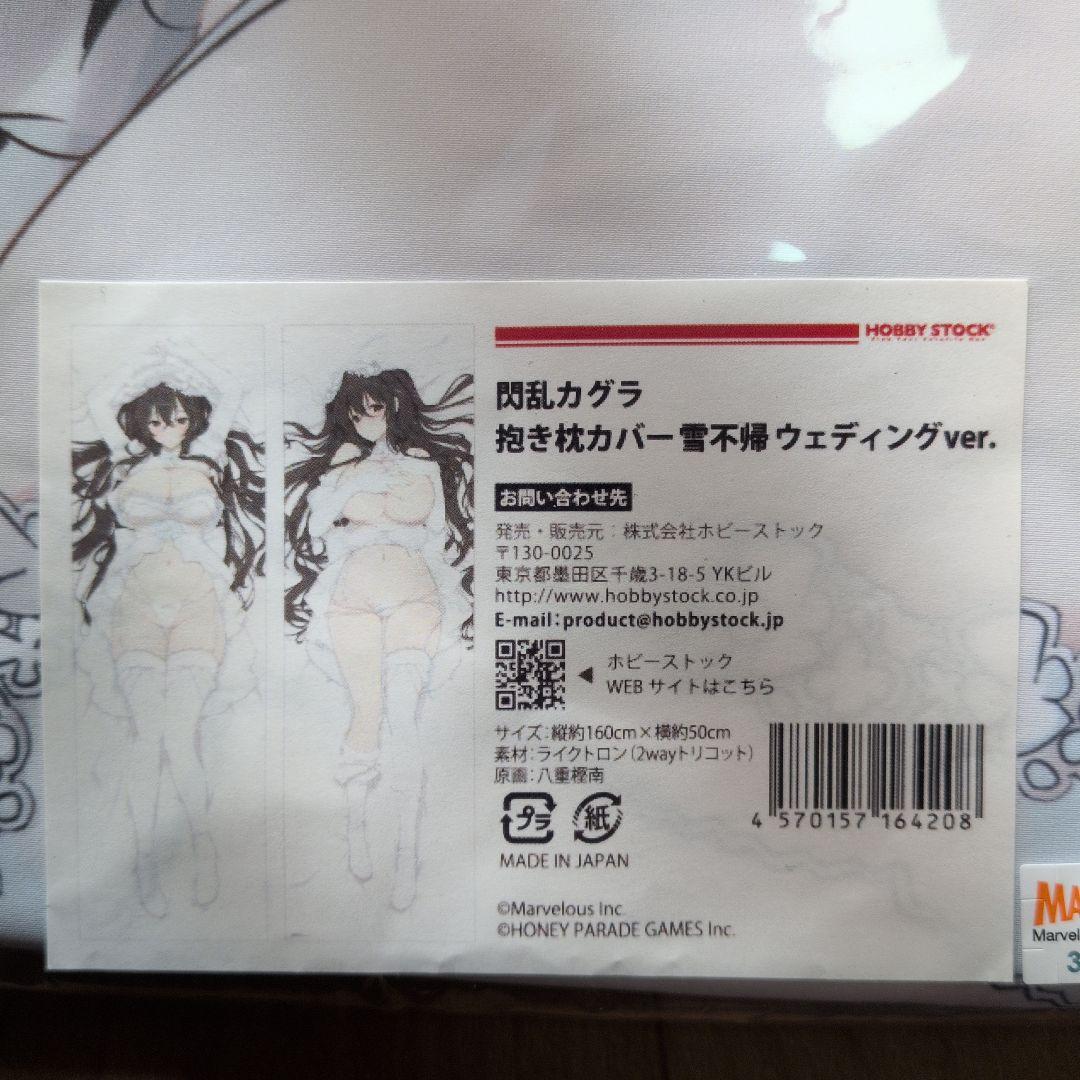 HOBBY STOCK®
閃乱カグラ
抱き枕カバー 雪不帰 ウェディングver.
お問い合わせ先
発売・販売元：株式会社ホビーストック
〒130-0025
東京都墨田区千歳3-18-5 YKビル
http://www.hobbystock.co.jp
E-mail:product@hobbystock.jp
ホビーストック
WEB サイトはこちら
サイズ:縦約160cm×横約50cm
素材:ライクトロン（2wayトリコット）
原画:八重樫南
プラ 紙
4 570157 164208
MADE IN JAPAN
©Marvelous Inc.
©HONEY PARADE GAMES Inc.
MA
Marvel
3